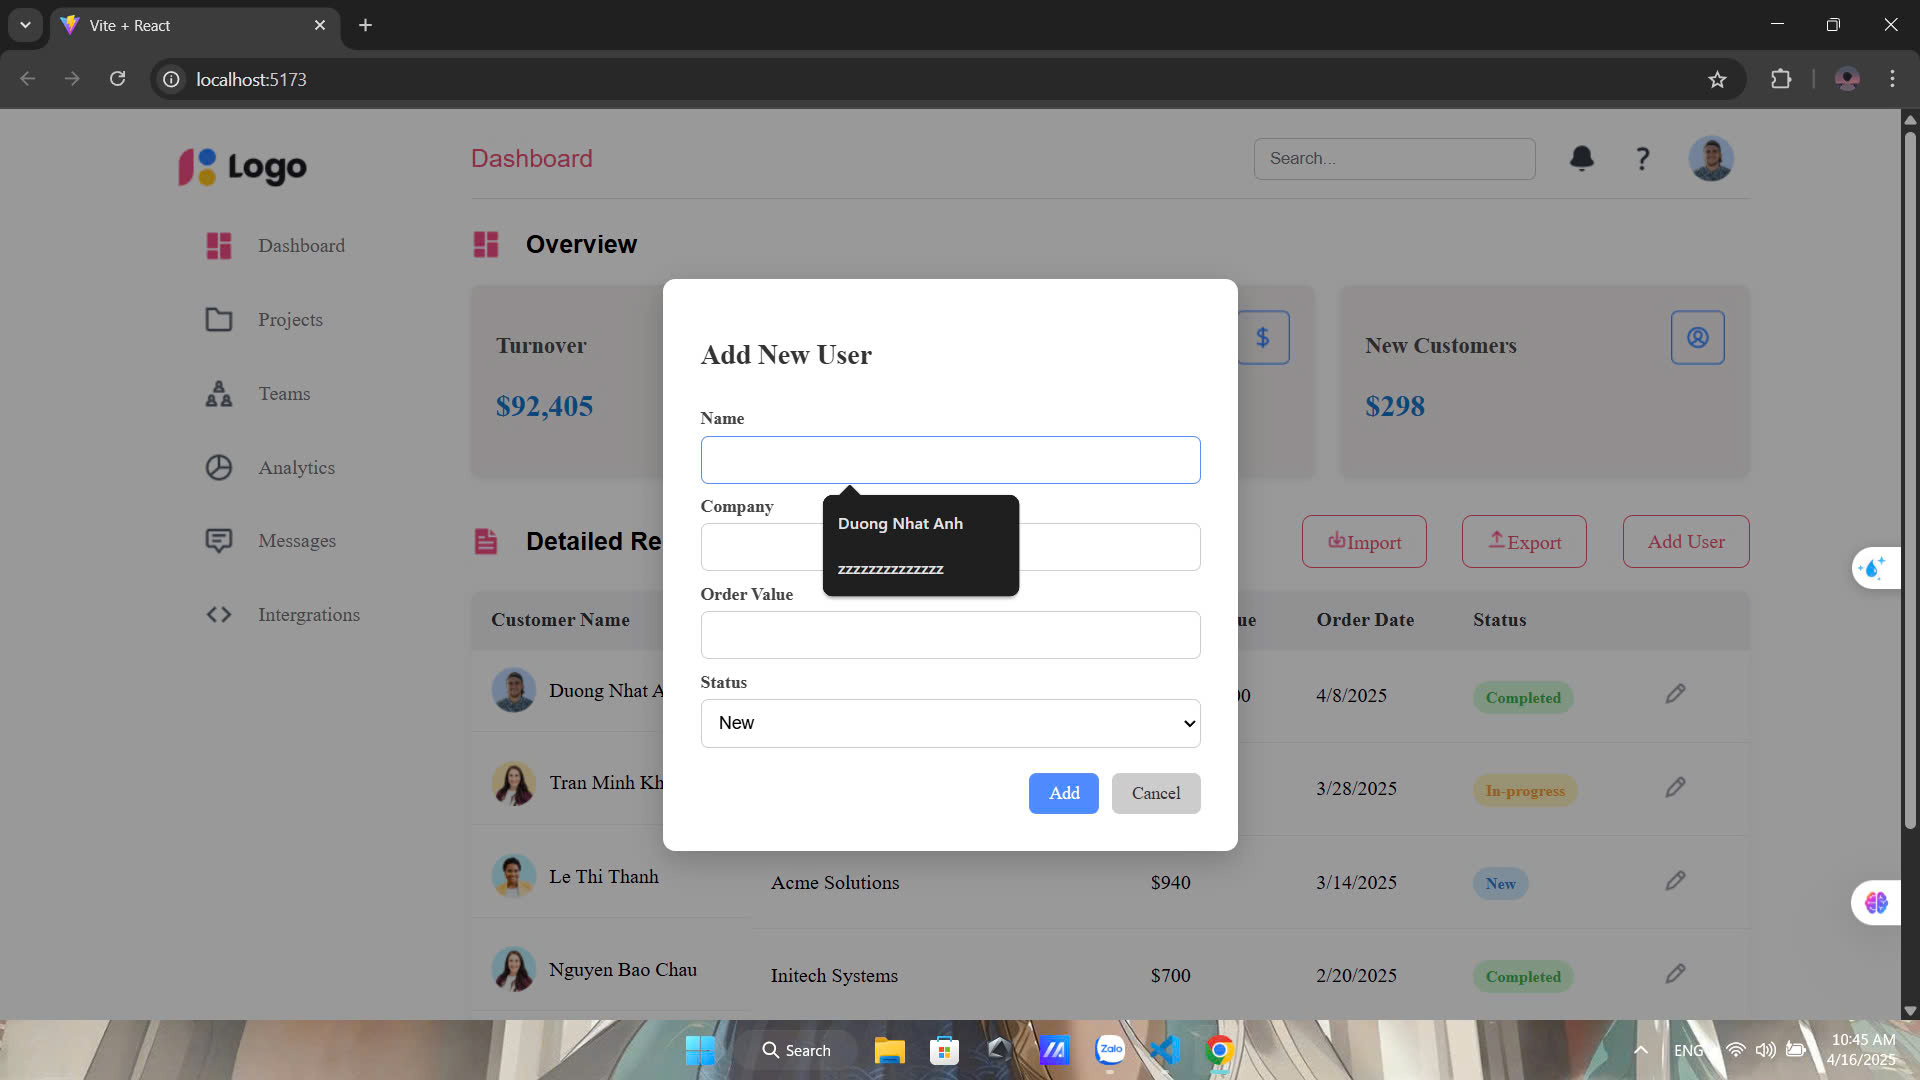 Vite + React
localhost:5173
Logo
Dashboard
Search...
Dashboard
Projects
Teams
Analytics
Messages
Intergrations
Overview
Turnover
$92,405
$
New Customers
$298
Detailed Re
Import
Export
Add User
Customer Name
ue
Order Date
Status
Duong Nhat A
00
4/8/2025
Completed
Tran Minh Kh
3/28/2025
In-progress
Le Thi Thanh
Acme Solutions
$940
3/14/2025
New
Nguyen Bao Chau
Initech Systems
$700
2/20/2025
Completed
Add New User
Name
Duong Nhat Anh
zzzzzzzzzzzzzz
Company
Order Value
Status
New
Add
Cancel
Search
Zalo
ENG
10:45 AM
4/16/2025